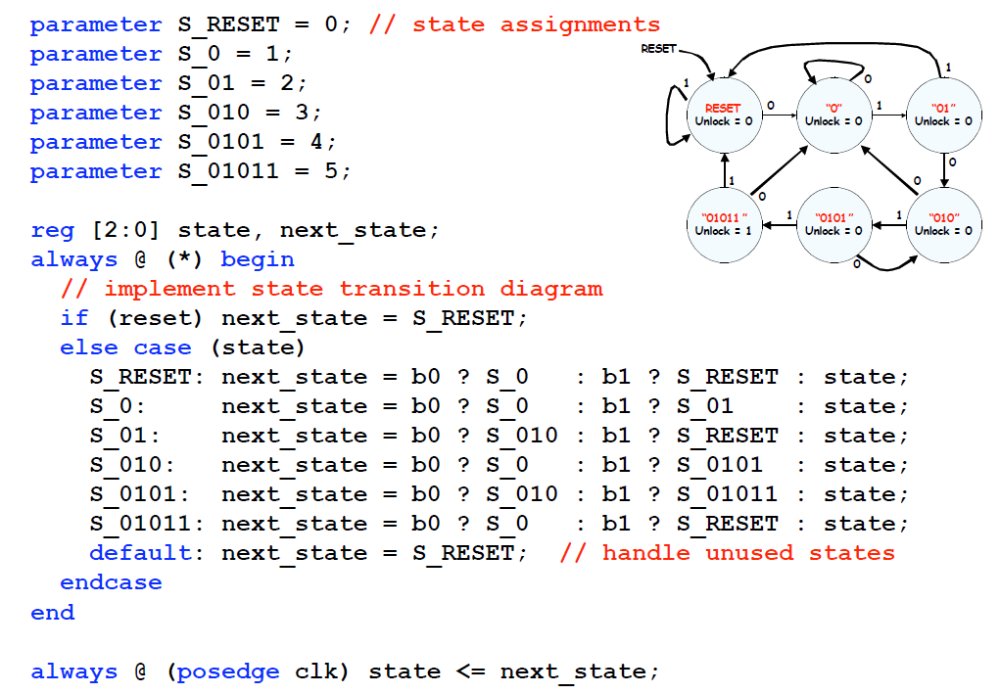 parameter S_RESET = 0; // state assignments
parameter S_0 = 1;
parameter S_01 = 2;
parameter S_010 = 3;
parameter S_0101 = 4;
parameter S_01011 = 5;
RESET
1
0
1
0
1
RESET
Unlock = 0
"0"
Unlock = 0
"01"
Unlock = 0
1
0
0
0
"01011"
Unlock = 1
1
"0101"
Unlock = 0
1
"010"
Unlock = 0
0
reg [2:0] state, next_state;
always @ (*) begin
// implement state transition diagram
if (reset) next_state = S_RESET;
else case (state)
S_RESET: next_state = b0 ? S_0 : b1 ? S_RESET : state;
S_0: next_state = b0 ? S_0 : b1 ? S_01 : state;
S_01: next_state = b0 ? S_010 : b1 ? S_RESET : state;
S_010: next_state = b0 ? S_0 : b1 ? S_0101 : state;
S_0101: next_state = b0 ? S_010 : b1 ? S_01011 : state;
S_01011: next_state = b0 ? S_0 : b1 ? S_RESET : state;
default: next_state = S_RESET; // handle unused states
endcase
end
always @ (posedge clk) state <= next_state;